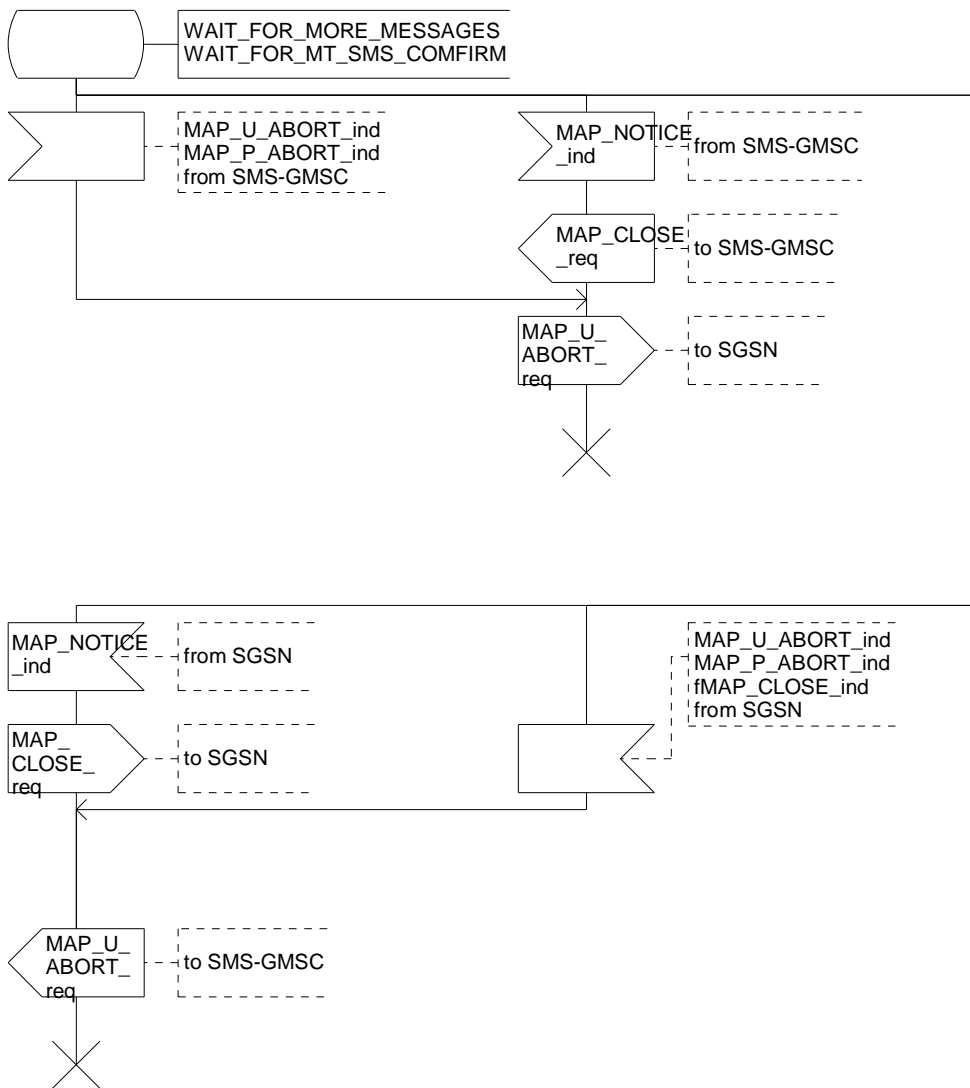 WAIT_FOR_MORE_MESSAGES
WAIT_FOR_MT_SMS_COMFIRM
MAP_U_ABORT_ind
MAP_P_ABORT_ind
from SMS-GMSC
MAP_NOTICE
_ind
from SMS-GMSC
MAP_CLOSE
_req
to SMS-GMSC
MAP_U_
ABORT_
req
to SGSN
MAP_NOTICE
_ind
from SGSN
MAP_U_ABORT_ind
MAP_P_ABORT_ind
fMAP_CLOSE_ind
from SGSN
MAP_
CLOSE_
req
to SGSN
MAP_U_
ABORT_
req
to SMS-GMSC